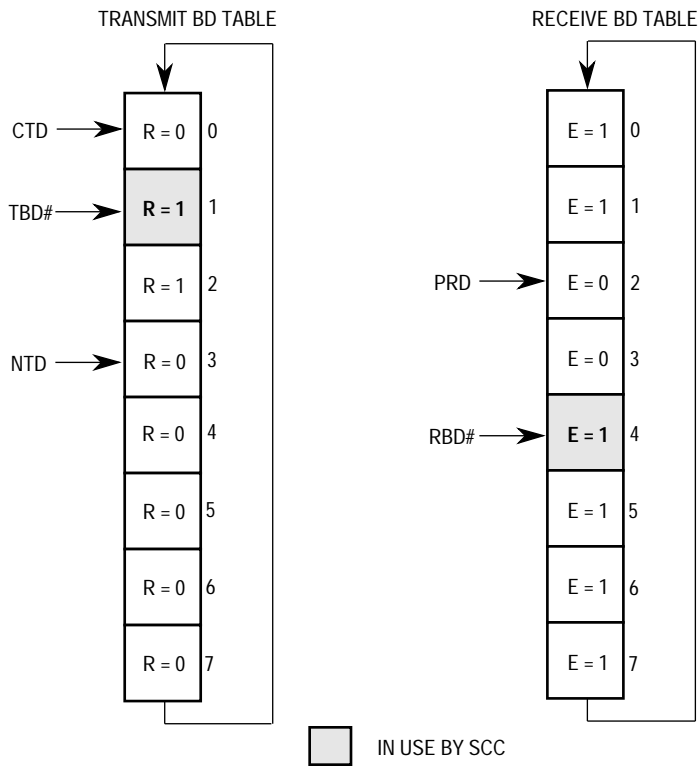 TRANSMIT BD TABLE
CTD
R = 0 0
TBD#
R = 1 1
R = 1 2
NTD
R = 0 3
R = 0 4
R = 0 5
R = 0 6
R = 0 7
RECEIVE BD TABLE
E = 1 0
E = 1 1
PRD
E = 0 2
E = 0 3
RBD#
E = 1 4
E = 1 5
E = 1 6
E = 1 7
IN USE BY SCC